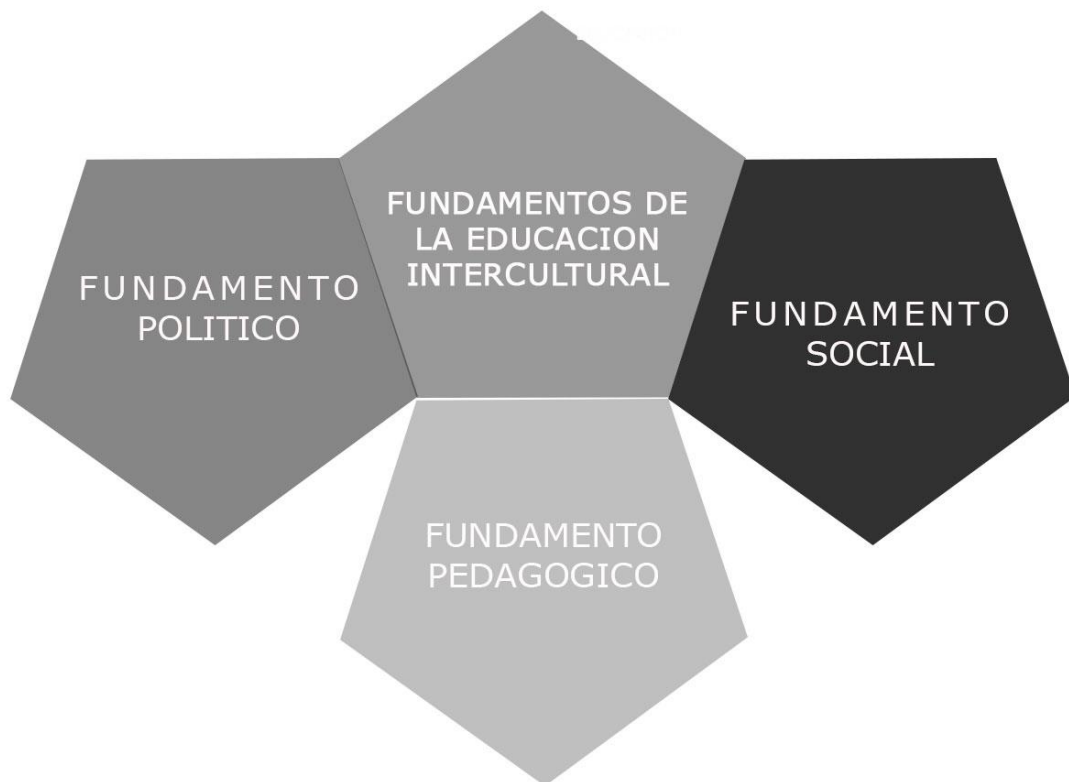 FUNDAMENTOS DE
LA EDUCACION
INTERCULTURAL
FUNDAMENTO
POLITICO
FUNDAMENTO
SOCIAL
FUNDAMENTO
PEDAGOGICO